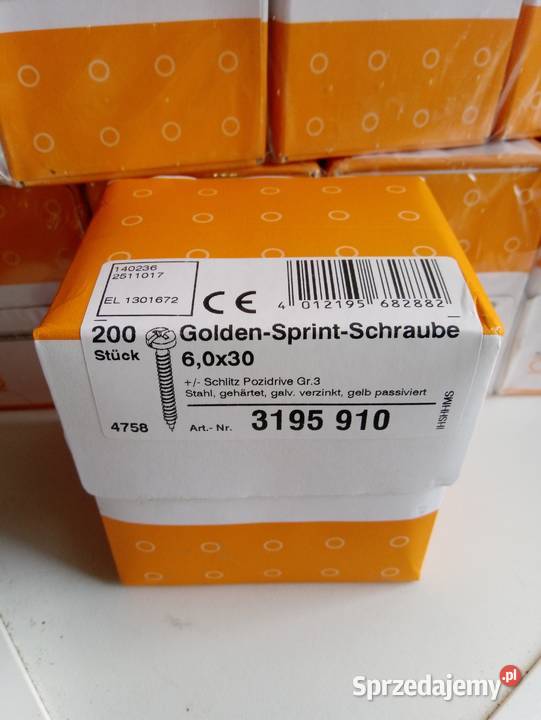 140236
2511017
EL 1301672
CE
4 012195 682882
200 Golden-Sprint-Schraube
Stück 6,0x30
+/- Schlitz Pozidrive Gr.3
Stahl, gehärtet, galv. verzinkt, gelb passiviert
4758 Art.- Nr. 3195 910
IHSHHMS
Sprzedajemy.pl